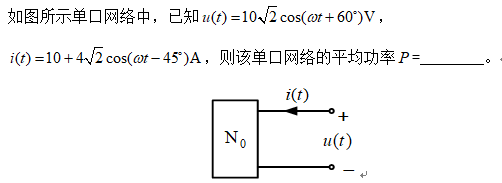 如图所示单口网络中，已知u(t)=10√2cos(ωt+60°)V，
i(t)=10+4√2cos(ωt−45°)A，则该单口网络的平均功率P=________。
i(t)
+
N₀
u(t)
−